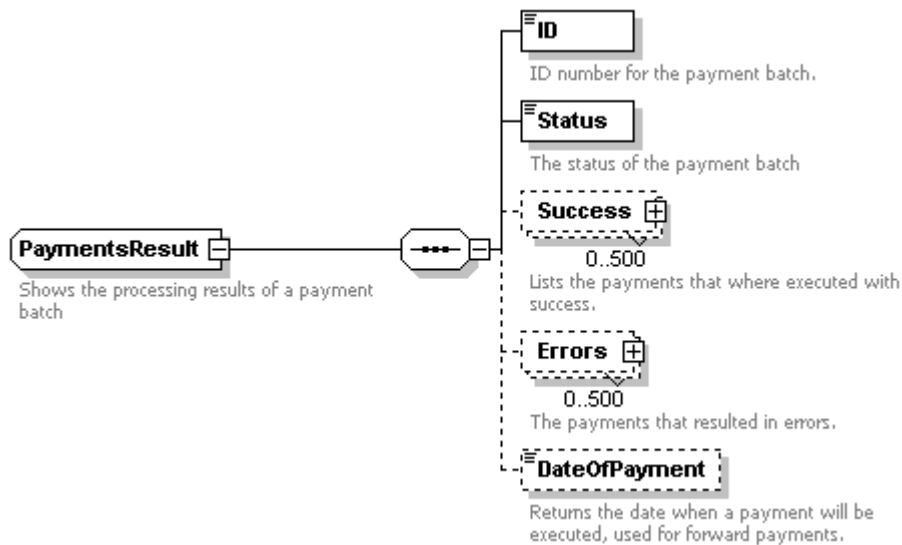 ID
ID number for the payment batch.
Status
The status of the payment batch
Success
0..500
Lists the payments that where executed with
success.
PaymentsResult
Shows the processing results of a payment
batch
Errors
0..500
The payments that resulted in errors.
DateOfPayment
Returns the date when a payment will be
executed, used for forward payments.